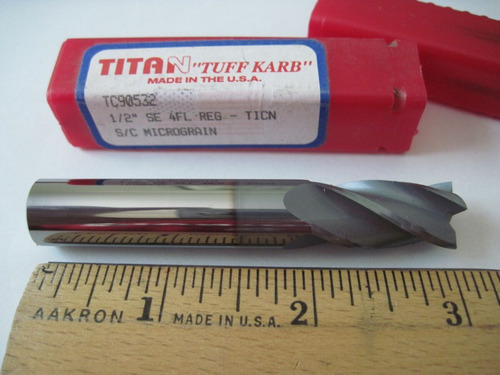 TITAN "TUFF KARB"
MADE IN THE U.S.A.
TC90532
1/2" SE 4FL REG - TICN
S/C MICROGRAIN
1 2 3
AAKRON MADE IN U.S.A.